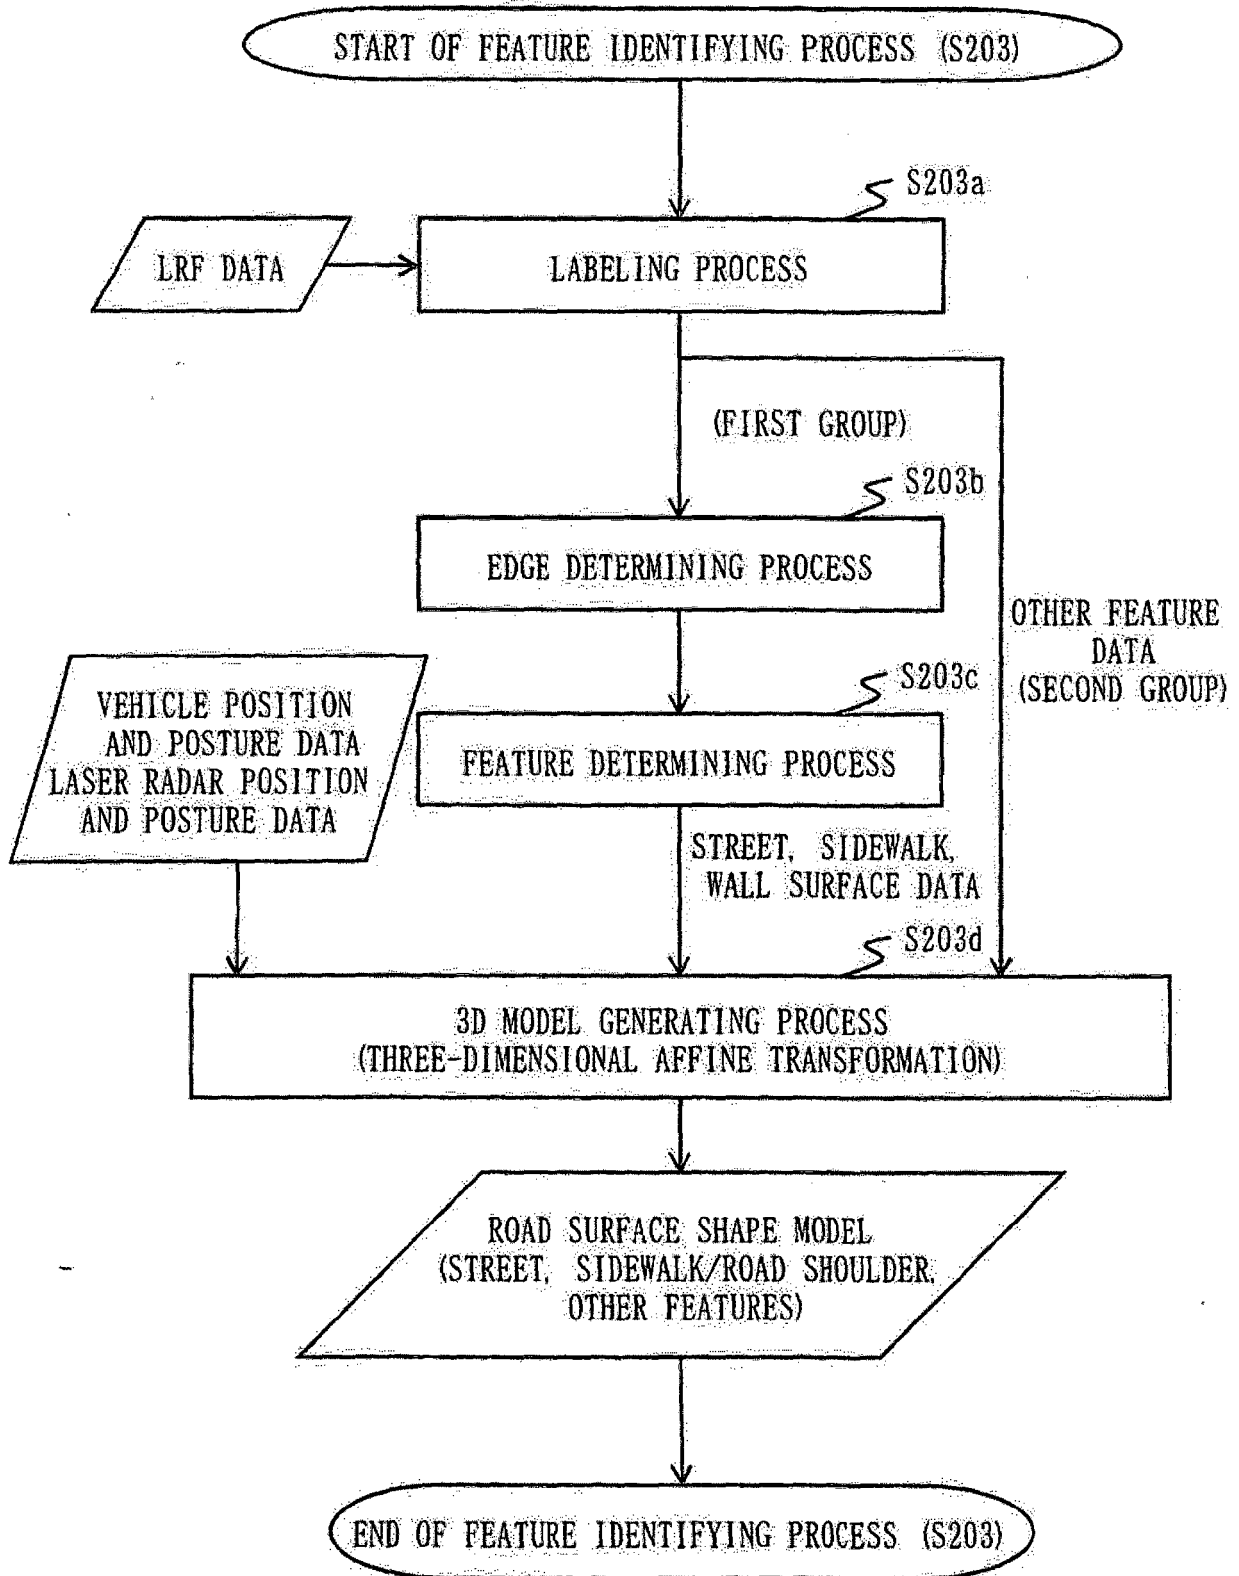 START OF FEATURE IDENTIFYING PROCESS (S203)
S203a
LRF DATA
LABELING PROCESS
(FIRST GROUP)
S203b
EDGE DETERMINING PROCESS
OTHER FEATURE
DATA
(SECOND GROUP)
S203c
VEHICLE POSITION
AND POSTURE DATA
LASER RADAR POSITION
AND POSTURE DATA
FEATURE DETERMINING PROCESS
STREET, SIDEWALK,
WALL SURFACE DATA
S203d
3D MODEL GENERATING PROCESS
(THREE-DIMENSIONAL AFFINE TRANSFORMATION)
ROAD SURFACE SHAPE MODEL
(STREET, SIDEWALK/ROAD SHOULDER,
OTHER FEATURES)
END OF FEATURE IDENTIFYING PROCESS (S203)